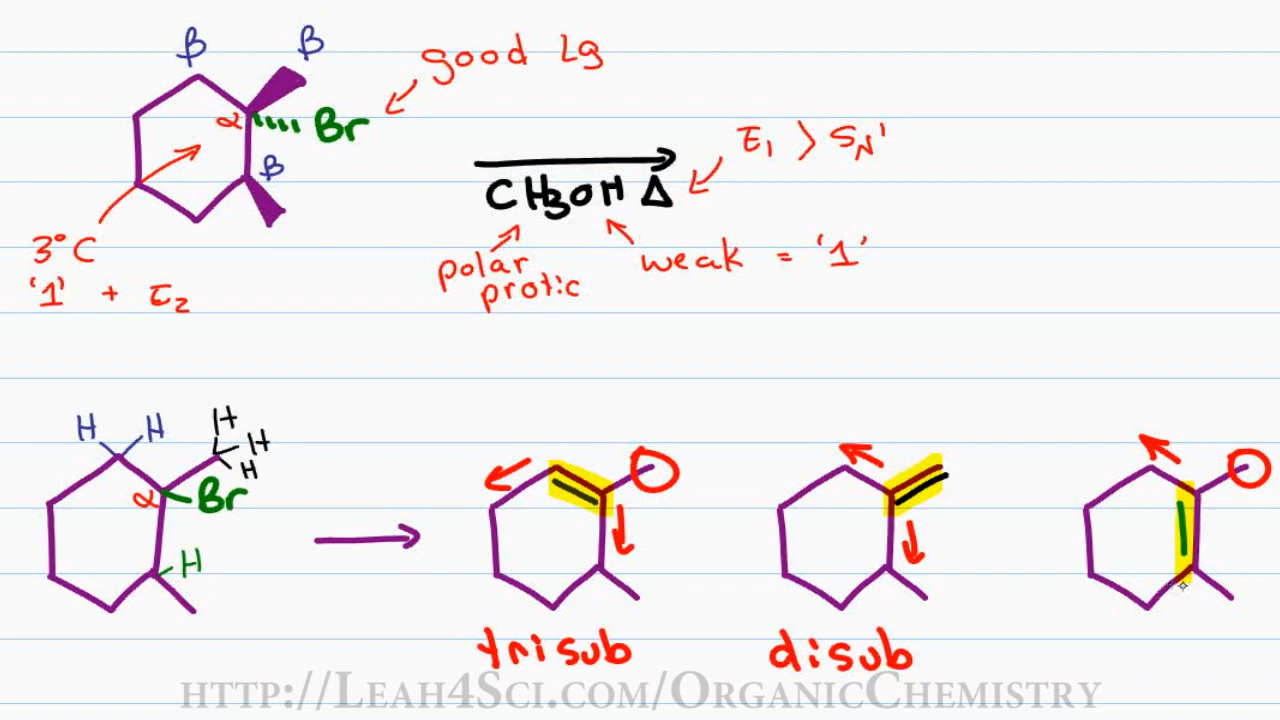 β β good Lg
α Br
E₁ > SN'
β
CH₃OH Δ
3°C
polar
protic
weak = '1'
'1' + E₂
H H H H H
α Br
H
trisub disub
HTTP://LEAH4SCI.COM/ORGANICCHEMISTRY